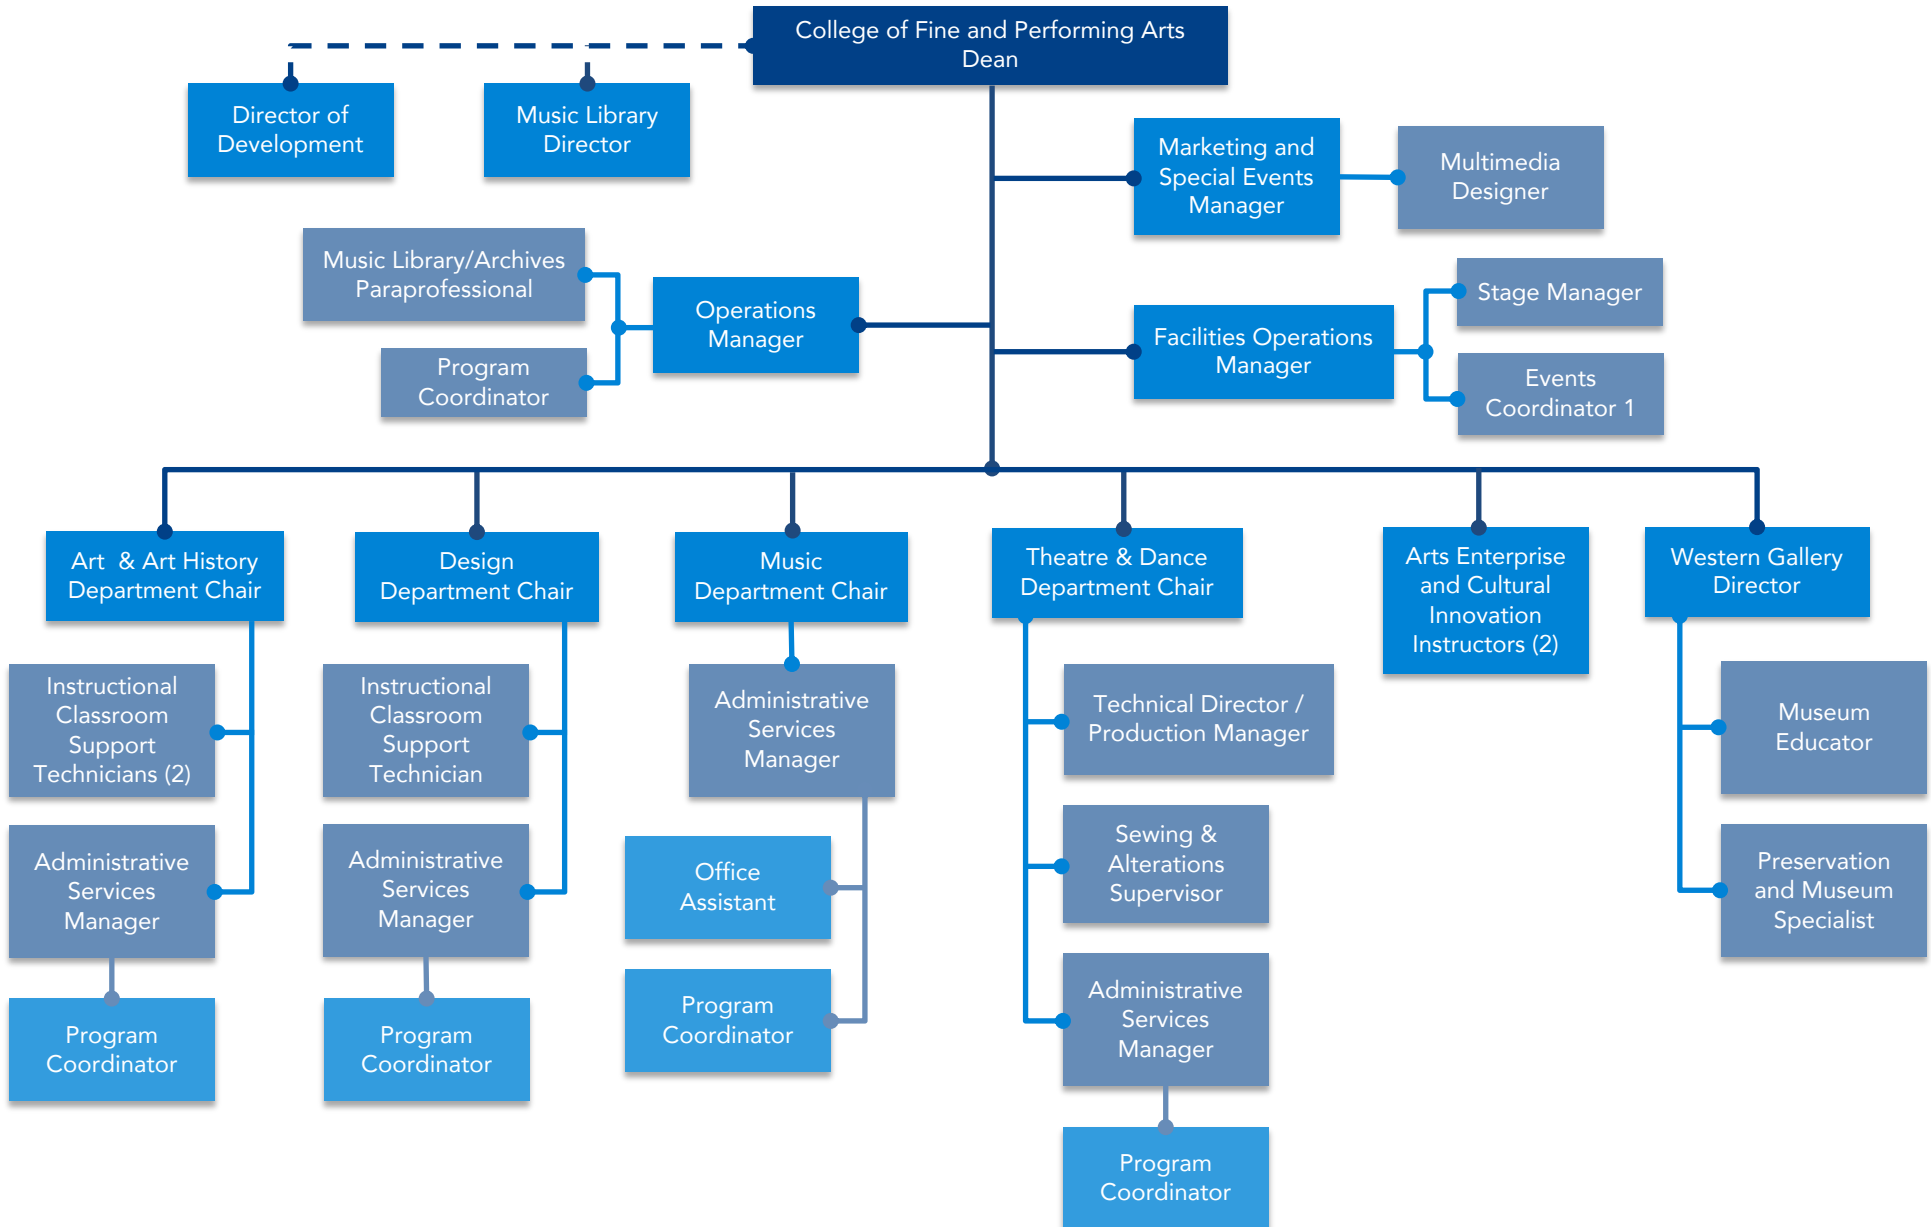 College of Fine and Performing Arts
Dean
Director of
Development
Music Library
Director
Marketing and
Special Events
Manager
Multimedia
Designer
Music Library/Archives
Paraprofessional
Operations
Manager
Program
Coordinator
Facilities Operations
Manager
Stage Manager
Events
Coordinator 1
Art & Art History
Department Chair
Design
Department Chair
Music
Department Chair
Theatre & Dance
Department Chair
Arts Enterprise
and Cultural
Innovation
Instructors (2)
Western Gallery
Director
Instructional
Classroom
Support
Technicians (2)
Instructional
Classroom
Support
Technician
Administrative
Services
Manager
Technical Director /
Production Manager
Museum
Educator
Administrative
Services
Manager
Administrative
Services
Manager
Office
Assistant
Sewing &
Alterations
Supervisor
Preservation
and Museum
Specialist
Program
Coordinator
Program
Coordinator
Program
Coordinator
Administrative
Services
Manager
Program
Coordinator